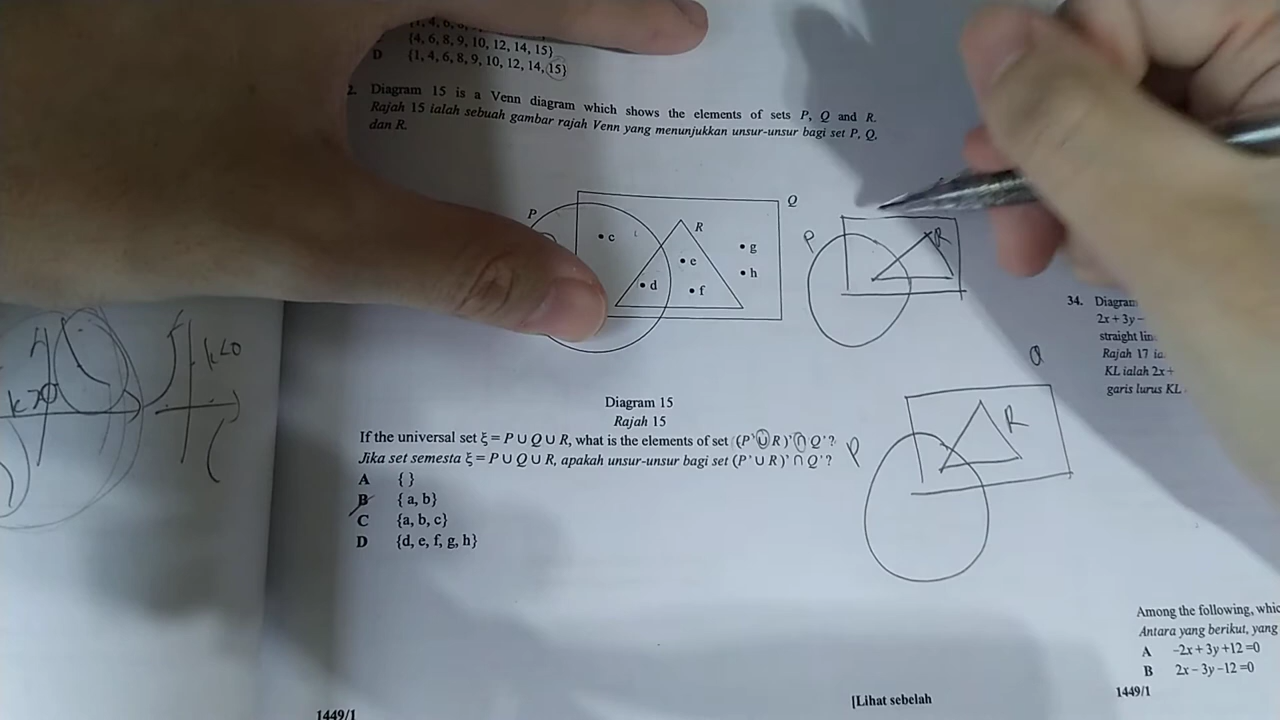 {4, 6, 8, 9, 10, 12, 14, 15}
D {1, 4, 6, 8, 9, 10, 12, 14, 15}
2. Diagram 15 is a Venn diagram which shows the elements of sets P, Q and R.
Rajah 15 ialah sebuah gambar rajah Venn yang menunjukkan unsur-unsur bagi set P, Q,
dan R.
P
Q
R
• c
• g
• e
• h
• d
• f
P
R
Diagram 15
Rajah 15
If the universal set ξ = P ∪ Q ∪ R, what is the elements of set (P' ∪ R)' ∩ Q'?
Jika set semesta ξ = P ∪ Q ∪ R, apakah unsur-unsur bagi set (P' ∪ R)' ∩ Q'?
A { }
B { a, b}
C {a, b, c}
D {d, e, f, g, h}
Q
P
R
k>0
k<0
34. Diagram
2x + 3y –
straight lin
Rajah 17 ia
KL ialah 2x +
garis lurus KL
Among the following, whic
Antara yang berikut, yang
A -2x + 3y +12 =0
B 2x – 3y –12 =0
1449/1
[Lihat sebelah
1449/1